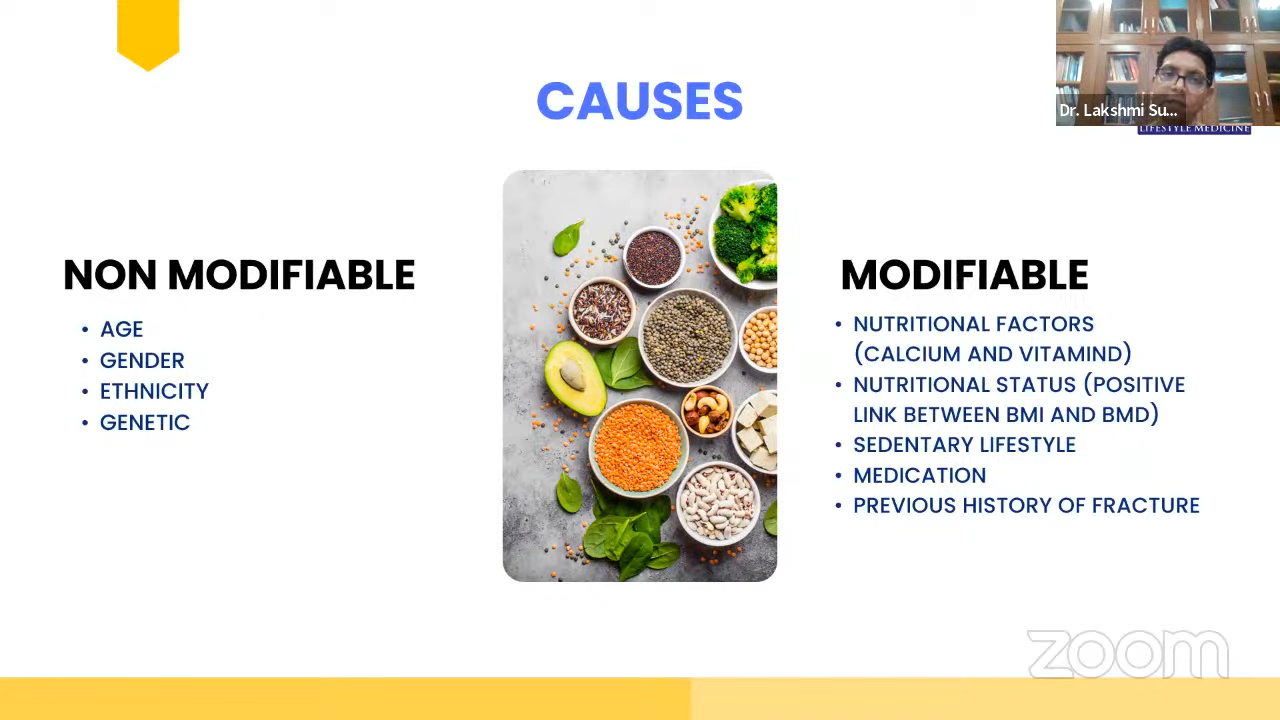 CAUSES
Dr. Lakshmi Su...
LIFESTYLE MEDICINE
NON MODIFIABLE
• AGE
• GENDER
• ETHNICITY
• GENETIC
MODIFIABLE
• NUTRITIONAL FACTORS
(CALCIUM AND VITAMIND)
• NUTRITIONAL STATUS (POSITIVE
LINK BETWEEN BMI AND BMD)
• SEDENTARY LIFESTYLE
• MEDICATION
• PREVIOUS HISTORY OF FRACTURE
zoom